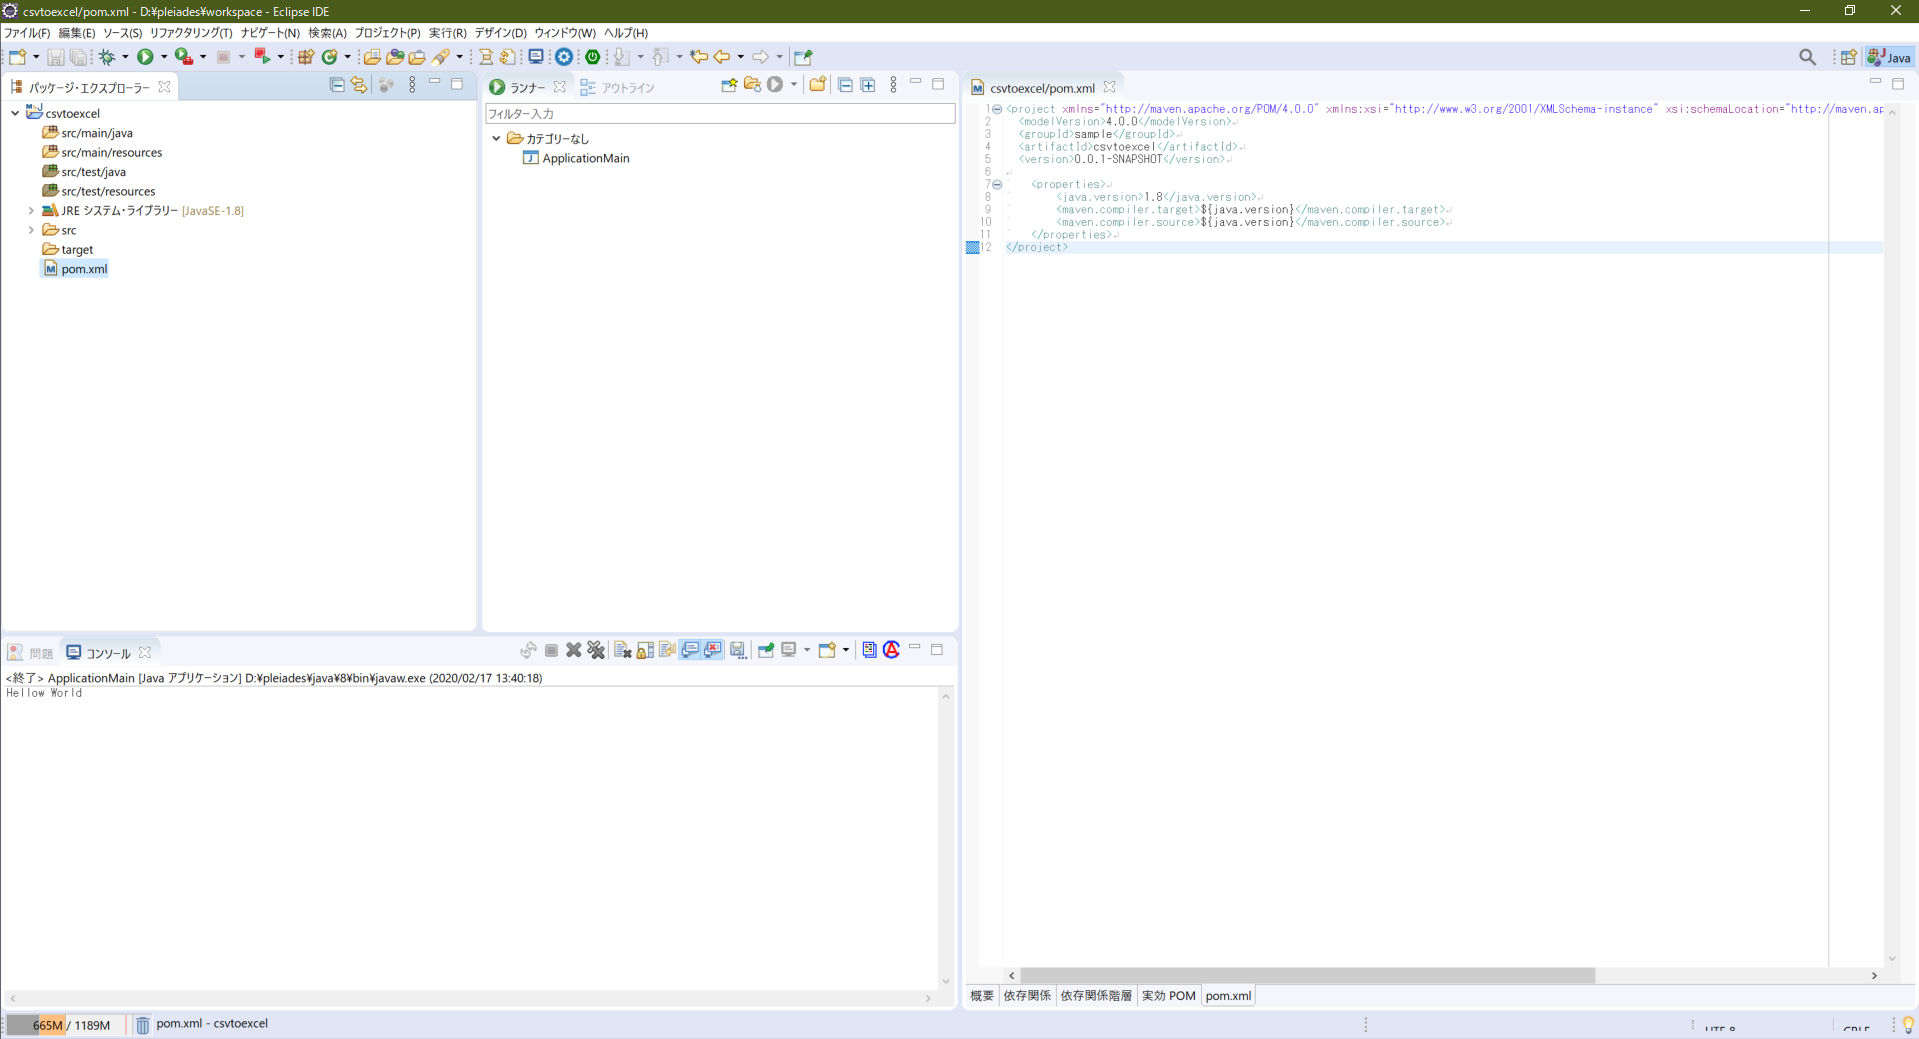 csvtoexcel/pom.xml - D:¥pleiades¥workspace - Eclipse IDE
ファイル(F) 編集(E) ソース(S) リファクタリング(T) ナビゲート(N) 検索(A) プロジェクト(P) 実行(R) デザイン(D) ウィンドウ(W) ヘルプ(H)
Java
パッケージ・エクスプローラー
csvtoexcel
src/main/java
src/main/resources
src/test/java
src/test/resources
JRE システム・ライブラリー [JavaSE-1.8]
src
target
pom.xml
ランナー アウトライン
フィルター入力
カテゴリーなし
ApplicationMain
csvtoexcel/pom.xml
1 <project xmlns="http://maven.apache.org/POM/4.0.0" xmlns:xsi="http://www.w3.org/2001/XMLSchema-instance" xsi:schemaLocation="http://maven.ap
2 <modelVersion>4.0.0</modelVersion>
3 <groupId>sample</groupId>
4 <artifactId>csvtoexcel</artifactId>
5 <version>0.0.1-SNAPSHOT</version>
6
7 <properties>
8 <java.version>1.8</java.version>
9 <maven.compiler.target>${java.version}</maven.compiler.target>
10 <maven.compiler.source>${java.version}</maven.compiler.source>
11 </properties>
12 </project>
概要 依存関係 依存関係階層 実効 POM pom.xml
問題 コンソール
<終了> ApplicationMain [Java アプリケーション] D:¥pleiades¥java¥8¥bin¥javaw.exe (2020/02/17 13:40:18)
Hellow World
665M / 1189M
pom.xml - csvtoexcel
UTF-8
CRLF